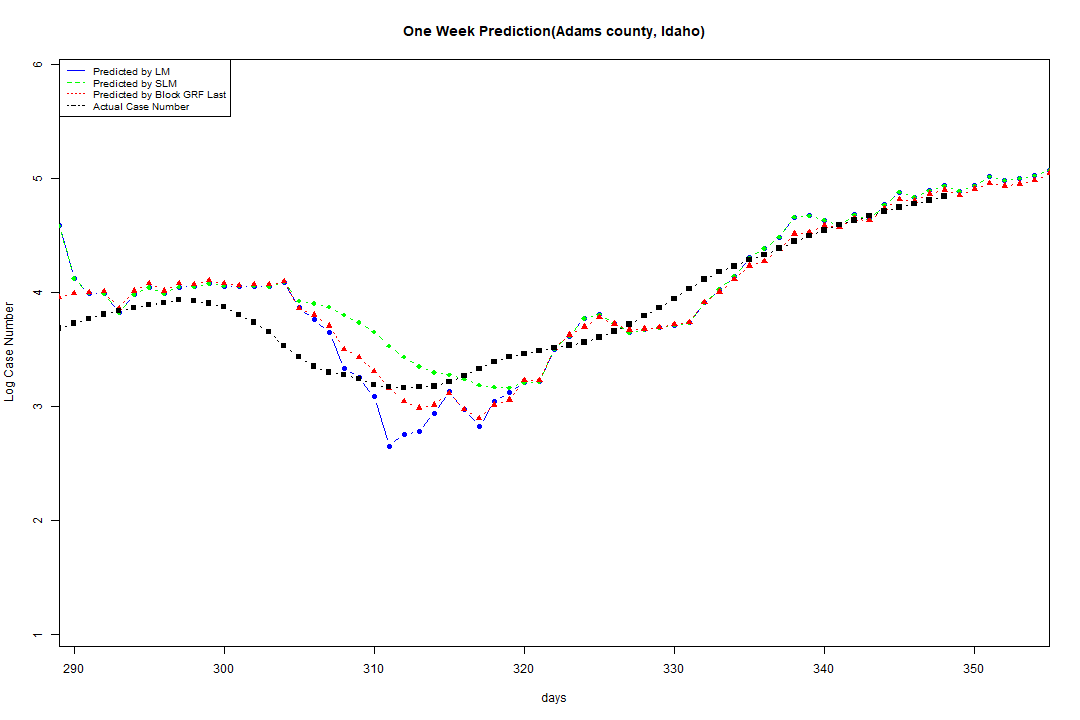 One Week Prediction(Adams county, Idaho)
Predicted by LM
Predicted by SLM
Predicted by Block GRF Last
Actual Case Number
6
5
4
3
2
1
Log Case Number
290 300 310 320 330 340 350
days